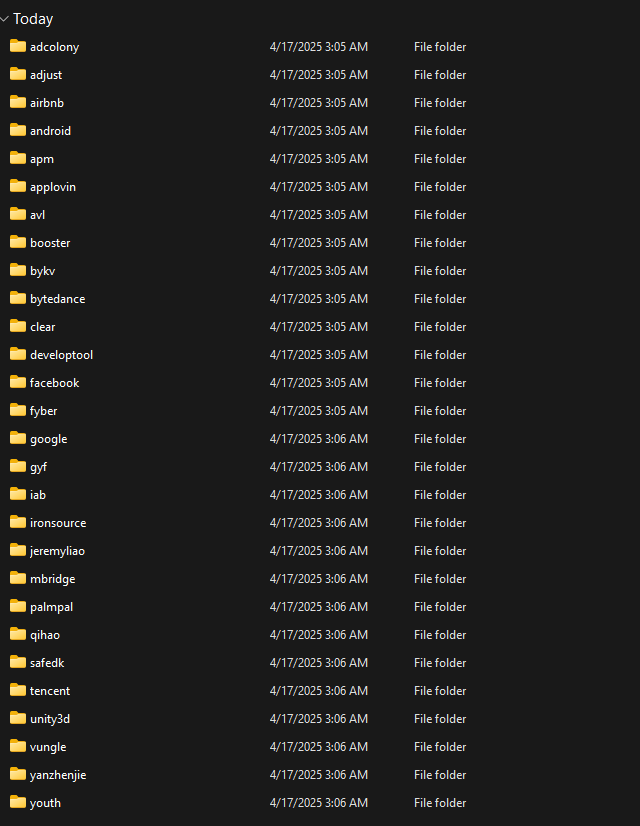 Today
adcolony 4/17/2025 3:05 AM File folder
adjust 4/17/2025 3:05 AM File folder
airbnb 4/17/2025 3:05 AM File folder
android 4/17/2025 3:05 AM File folder
apm 4/17/2025 3:05 AM File folder
applovin 4/17/2025 3:05 AM File folder
avl 4/17/2025 3:05 AM File folder
booster 4/17/2025 3:05 AM File folder
bykv 4/17/2025 3:05 AM File folder
bytedance 4/17/2025 3:05 AM File folder
clear 4/17/2025 3:05 AM File folder
developtool 4/17/2025 3:05 AM File folder
facebook 4/17/2025 3:05 AM File folder
fyber 4/17/2025 3:05 AM File folder
google 4/17/2025 3:06 AM File folder
gyf 4/17/2025 3:06 AM File folder
iab 4/17/2025 3:06 AM File folder
ironsource 4/17/2025 3:06 AM File folder
jeremyliao 4/17/2025 3:06 AM File folder
mbridge 4/17/2025 3:06 AM File folder
palmpal 4/17/2025 3:06 AM File folder
qihao 4/17/2025 3:06 AM File folder
safedk 4/17/2025 3:06 AM File folder
tencent 4/17/2025 3:06 AM File folder
unity3d 4/17/2025 3:06 AM File folder
vungle 4/17/2025 3:06 AM File folder
yanzhenjie 4/17/2025 3:06 AM File folder
youth 4/17/2025 3:06 AM File folder